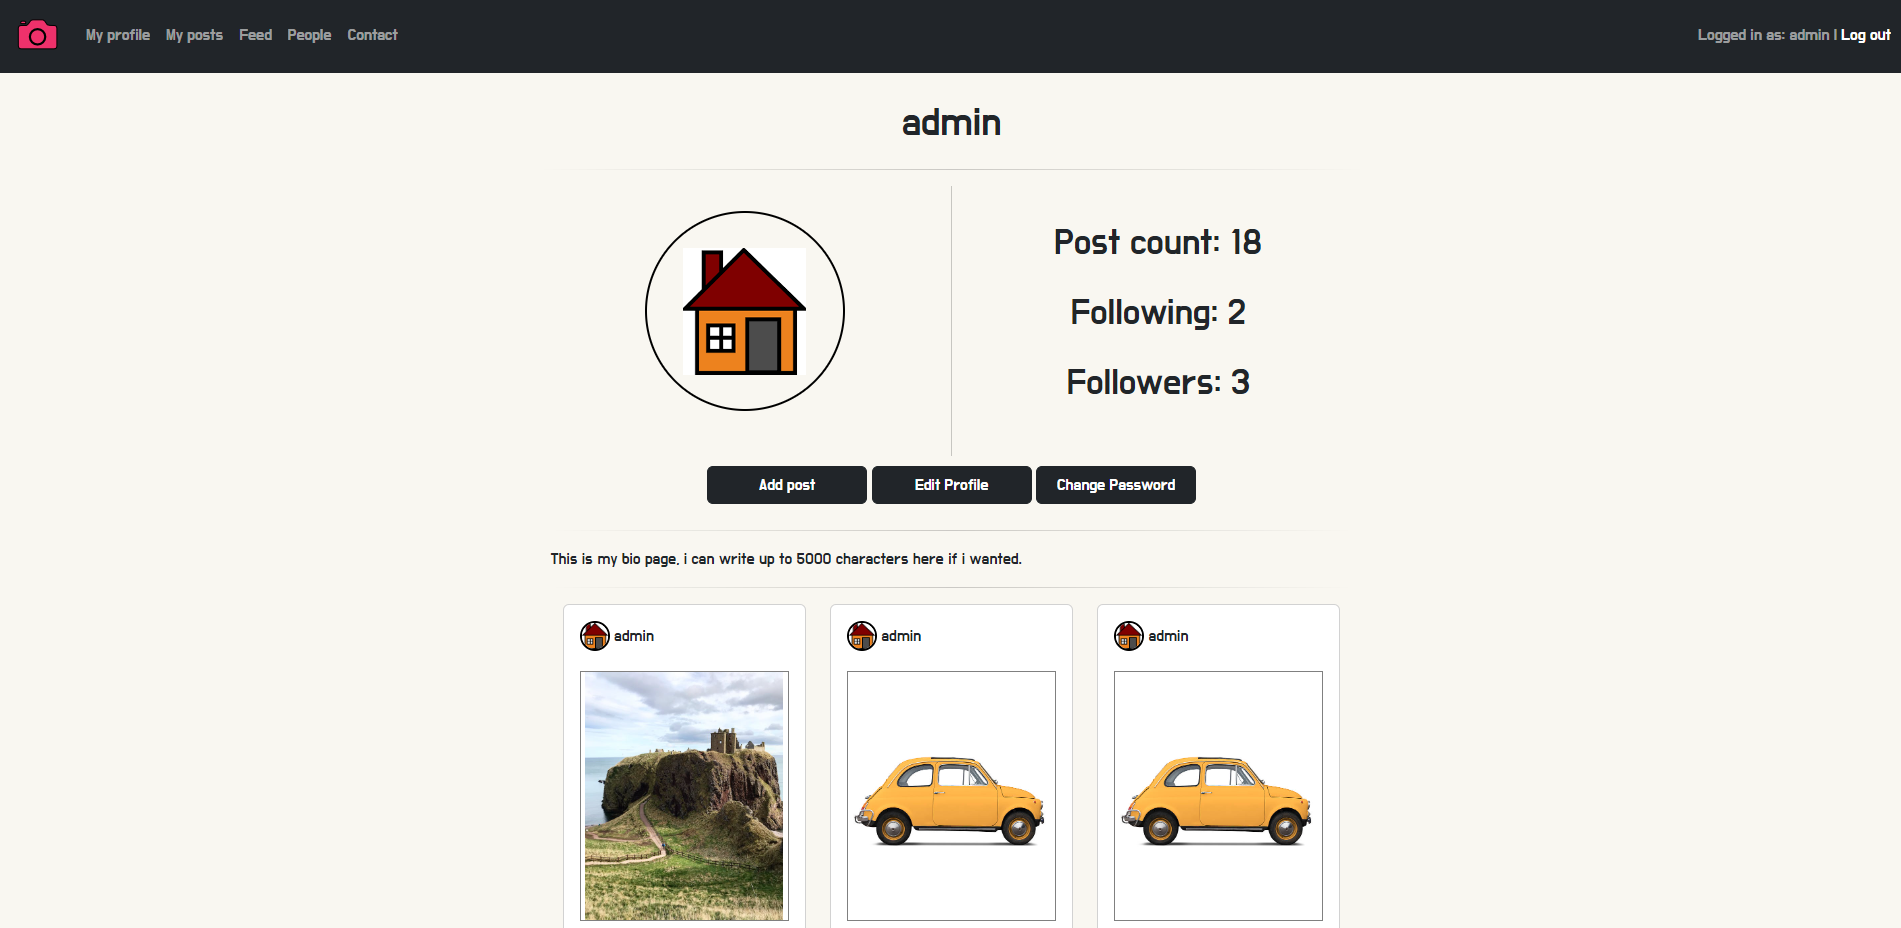 My profile My posts Feed People Contact Logged in as: admin | Log out
admin
Post count: 18
Following: 2
Followers: 3
Add post Edit Profile Change Password
This is my bio page, i can write up to 5000 characters here if i wanted.
admin admin admin